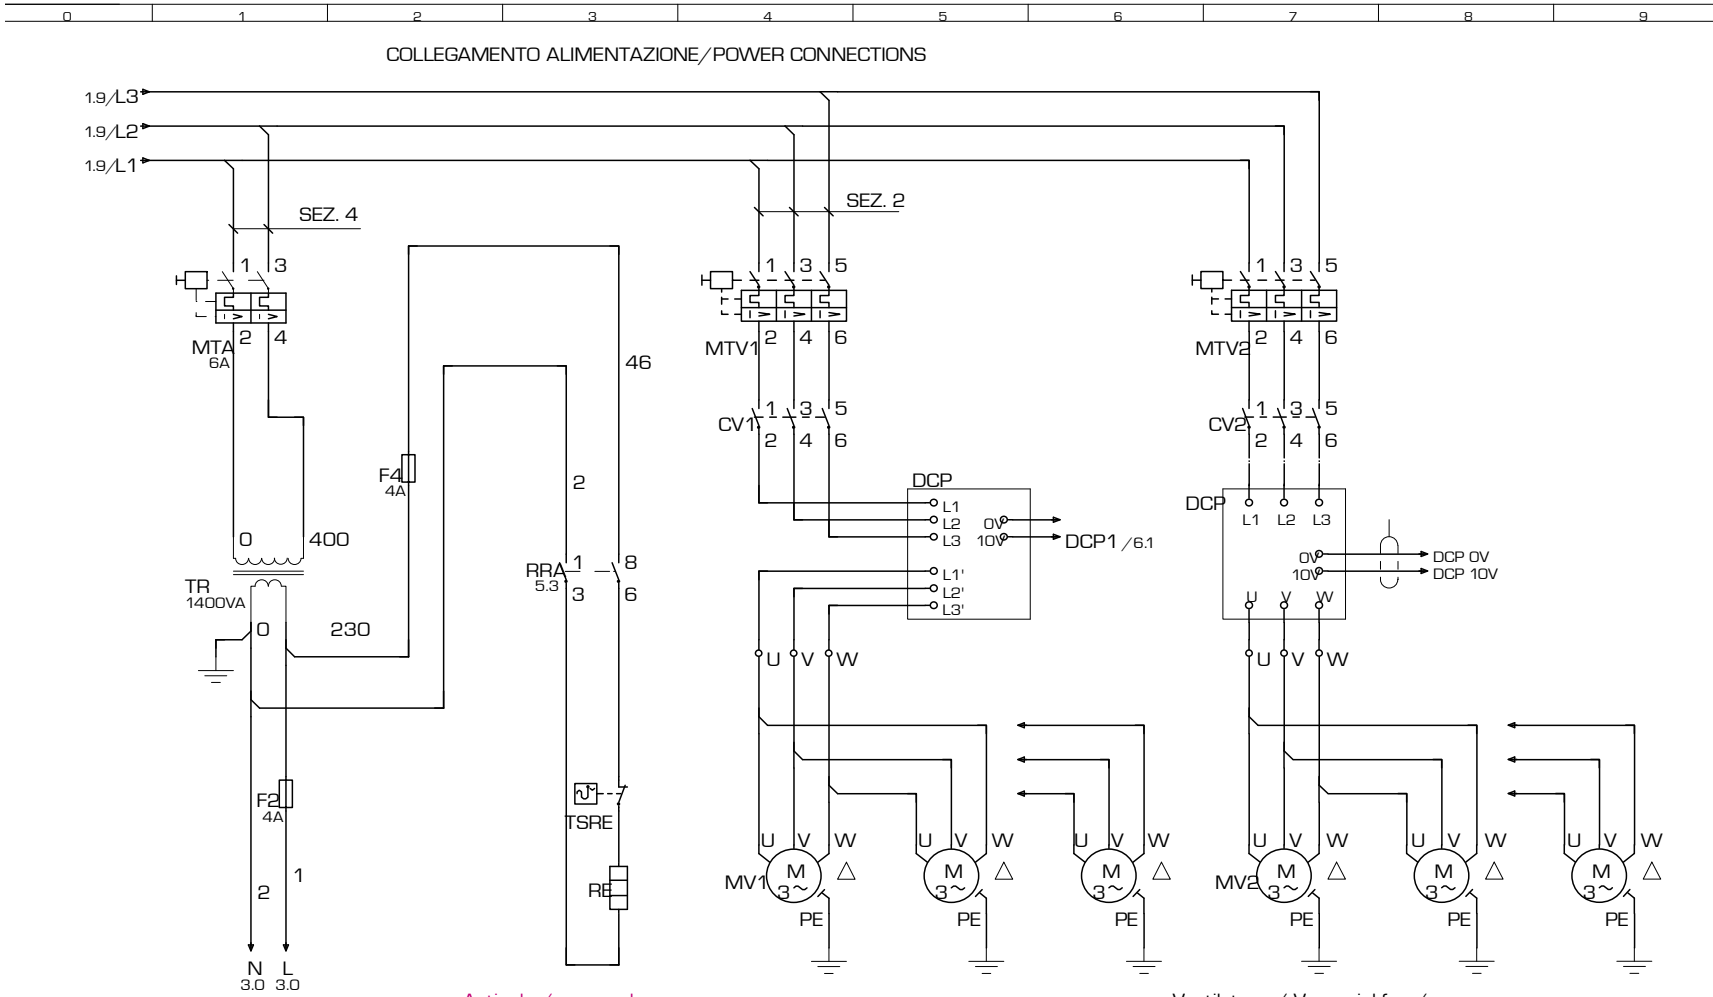 0 1 2 3 4 5 6 7 8 9
COLLEGAMENTO ALIMENTAZIONE/POWER CONNECTIONS
1.9/L3
1.9/L2
1.9/L1
SEZ. 4 SEZ. 2
1 3 1 3 5 1 3 5
2 4 2 4 6 2 4 6
MTA MTV1 MTV2
6A
46
1 3 5 1 3 5
CV1 CV2
2 4 6 2 4 6
F4
4A
2
DCP
L1
L2 0V
L3 10V
DCP1 /6.1
L1'
L2'
L3'
DCP
L1 L2 L3
0V DCP 0V
10V DCP 10V
U V W
0 400
TR
1400VA
0 230
RRA 1 8
5.3 3 6
U V W U V W
F2
4A
TSRE
RE
1
2
U V W U V W U V W U V W U V W U V W
M M M M M M
3~ 3~ 3~ 3~ 3~ 3~
MV1 MV2
PE PE PE PE PE PE
N L
3.0 3.0